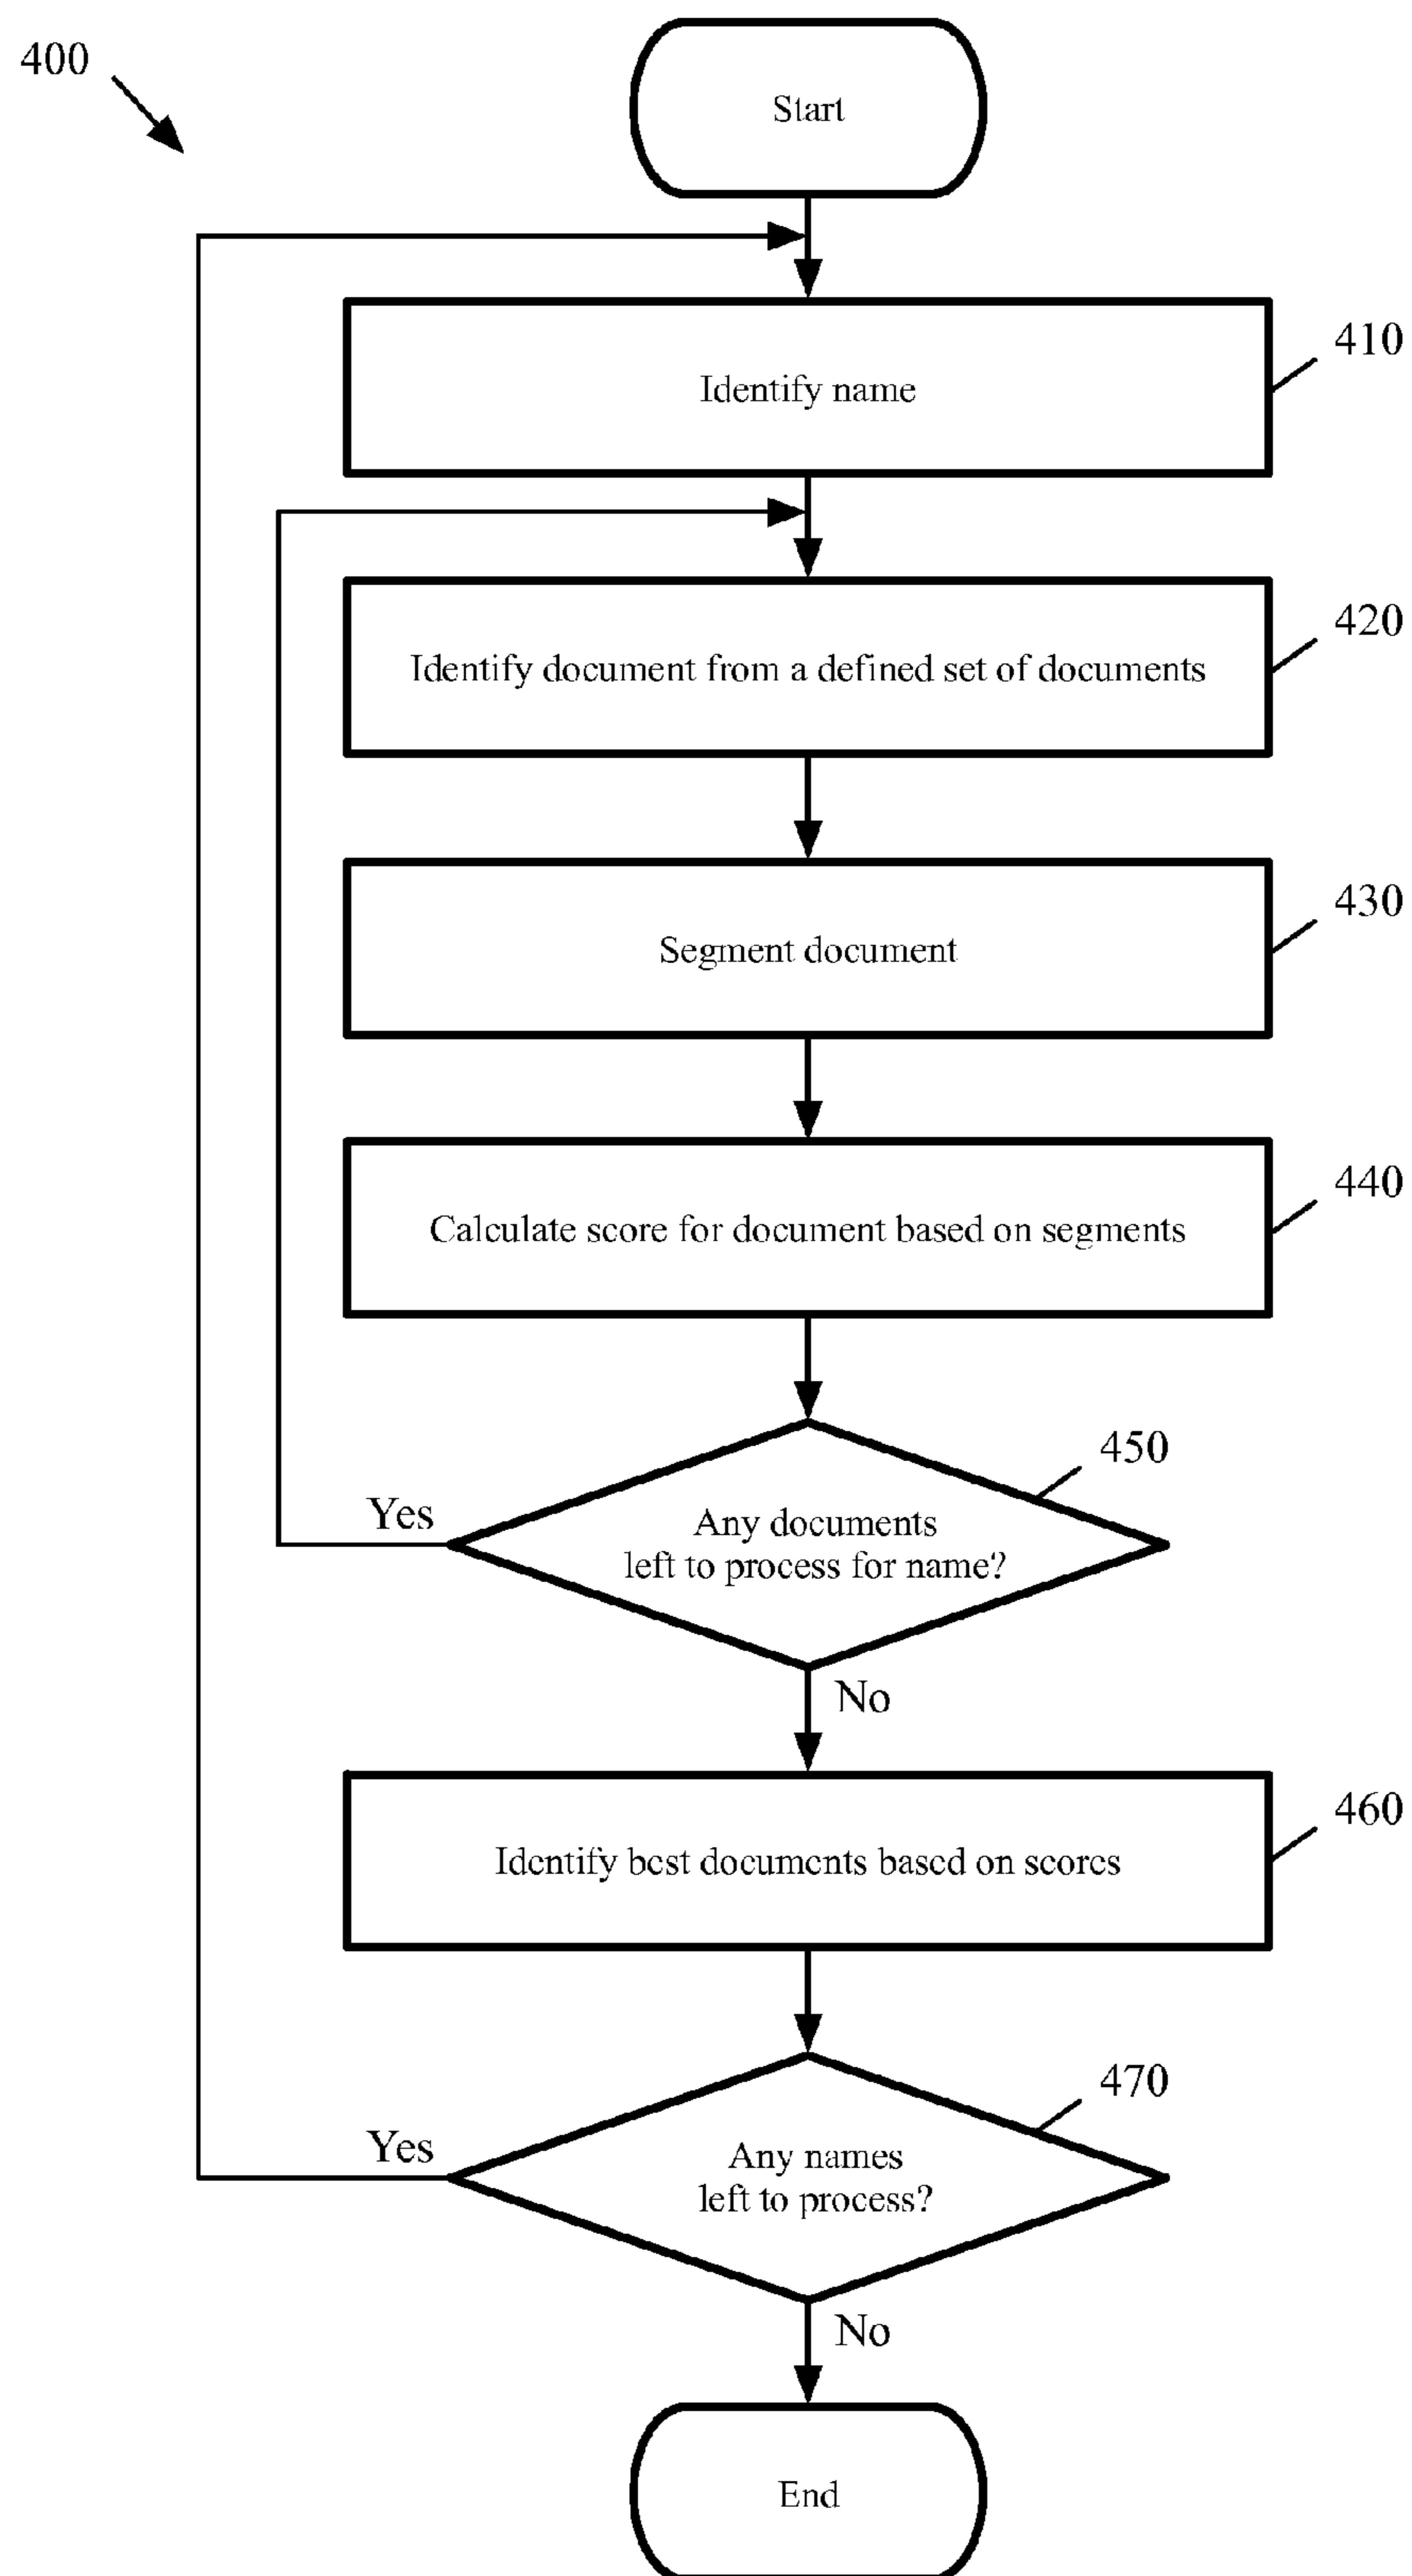 400
Start
Identify name
410
Identify document from a defined set of documents
420
Segment document
430
Calculate score for document based on segments
440
450
Any documents
left to process for name?
Yes
No
Identify best documents based on scores
460
470
Any names
left to process?
Yes
No
End